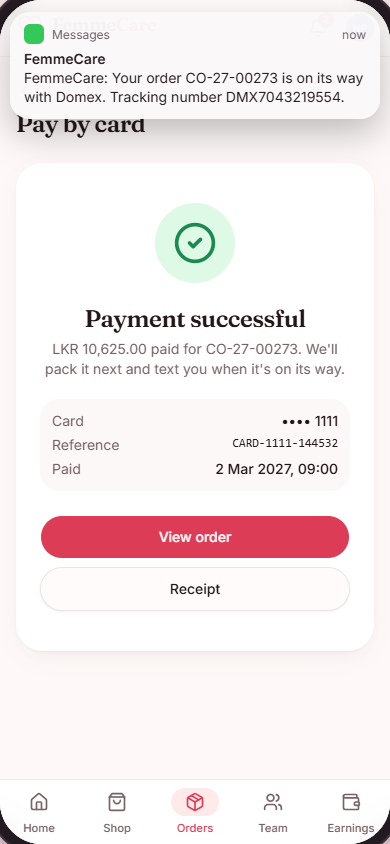 Messages
now
FemmeCare
FemmeCare: Your order CO-27-00273 is on its way
with Domex. Tracking number DMX7043219554.
Pay by card
Payment successful
LKR 10,625.00 paid for CO-27-00273. We'll
pack it next and text you when it's on its way.
Card •••• 1111
Reference CARD-1111-144532
Paid 2 Mar 2027, 09:00
View order
Receipt
Home Shop Orders Team Earnings